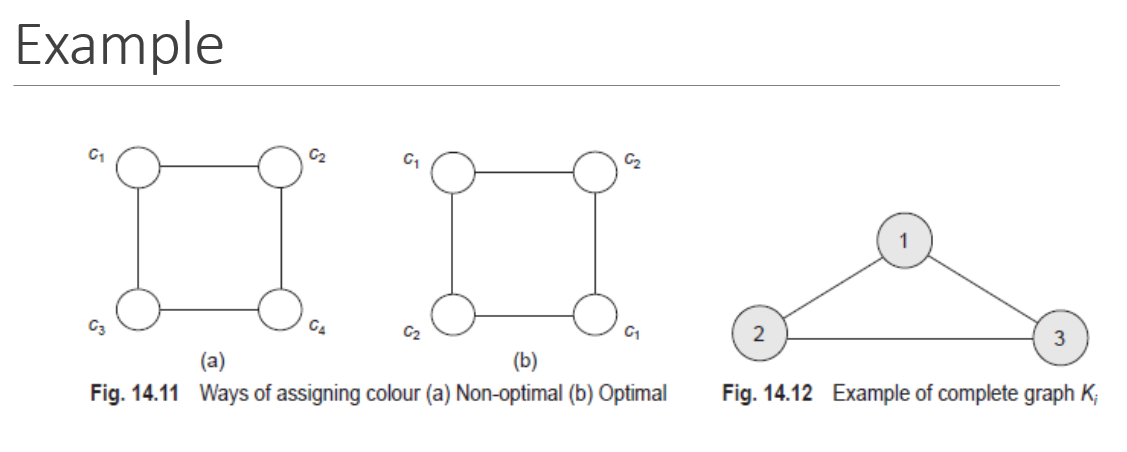 Example
C₁ C₂ C₁ C₂
1
2 3
C₃ C₄ C₂ C₁
(a) (b)
Fig. 14.11 Ways of assigning colour (a) Non-optimal (b) Optimal
Fig. 14.12 Example of complete graph Kᵢ